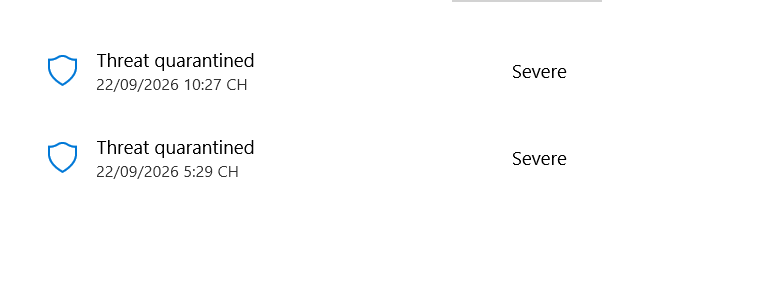 Threat quarantined
22/09/2026 10:27 CH
Severe
Threat quarantined
22/09/2026 5:29 CH
Severe